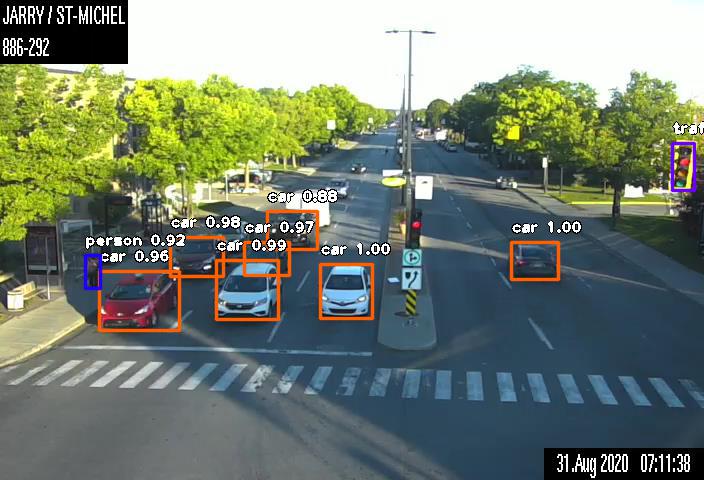 JARRY / ST-MICHEL
886-292
traf
car 0.88
car 0.98
car 0.97
car 1.00
person 0.92
car 0.99
car 1.00
car 0.96
31.Aug 2020 07:11:38